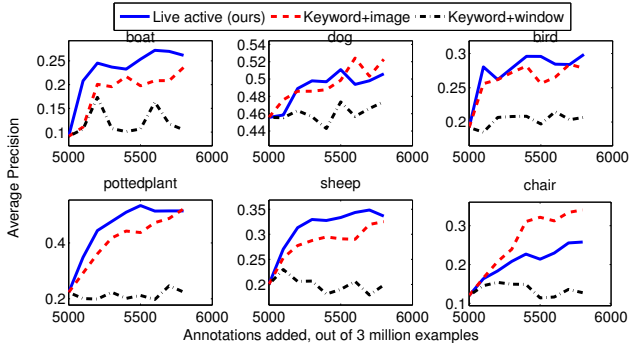 Live active (ours) Keyword+image Keyword+window
boat dog bird
0.25 0.2 0.15 0.1
0.54 0.52 0.5 0.48 0.46 0.44
0.3 0.2
5000 5500 6000 5000 5500 6000 5000 5500 6000
pottedplant sheep chair
0.4 0.2
0.35 0.3 0.25 0.2 0.15
0.3 0.2 0.1
5000 5500 6000 5000 5500 6000 5000 5500 6000
Average Precision
Annotations added, out of 3 million examples